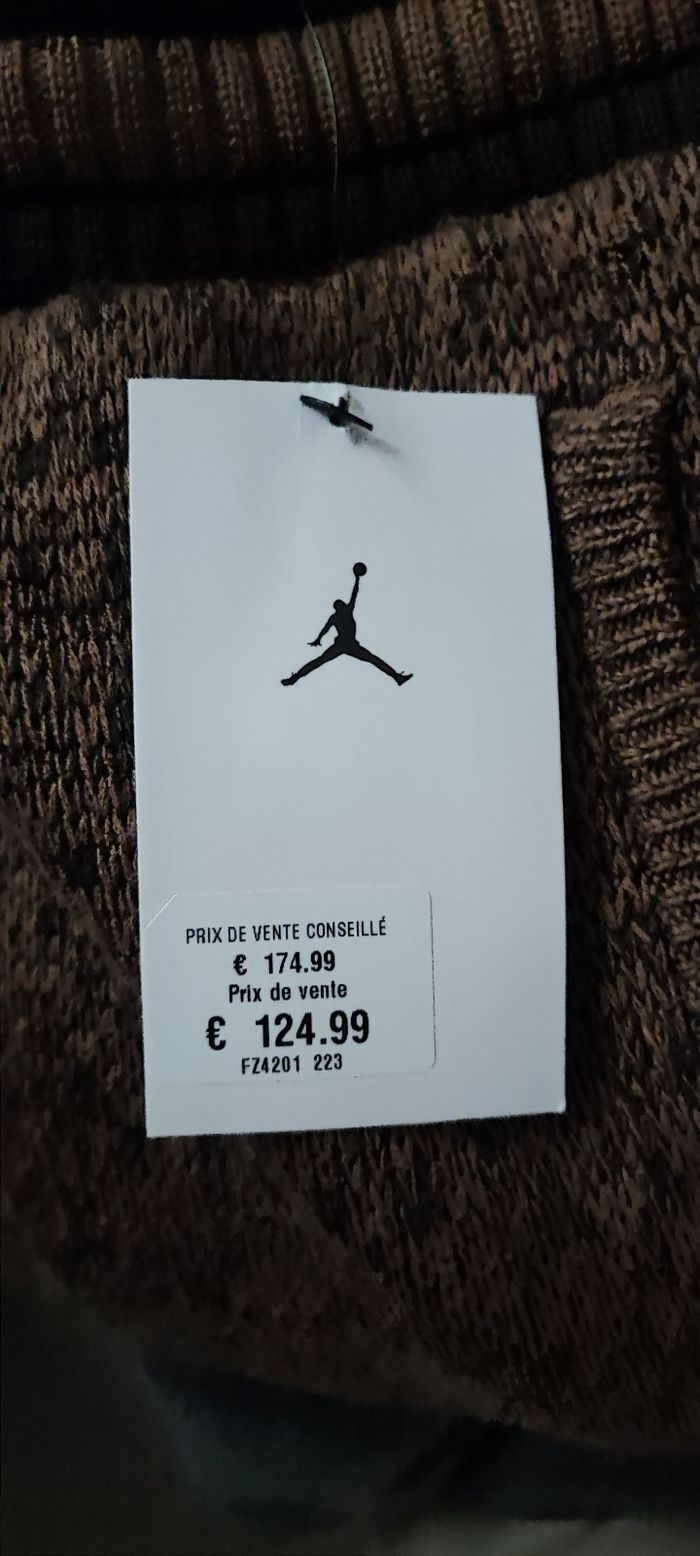 PRIX DE VENTE CONSEILLÉ
€ 174.99
Prix de vente
€ 124.99
FZ4201 223